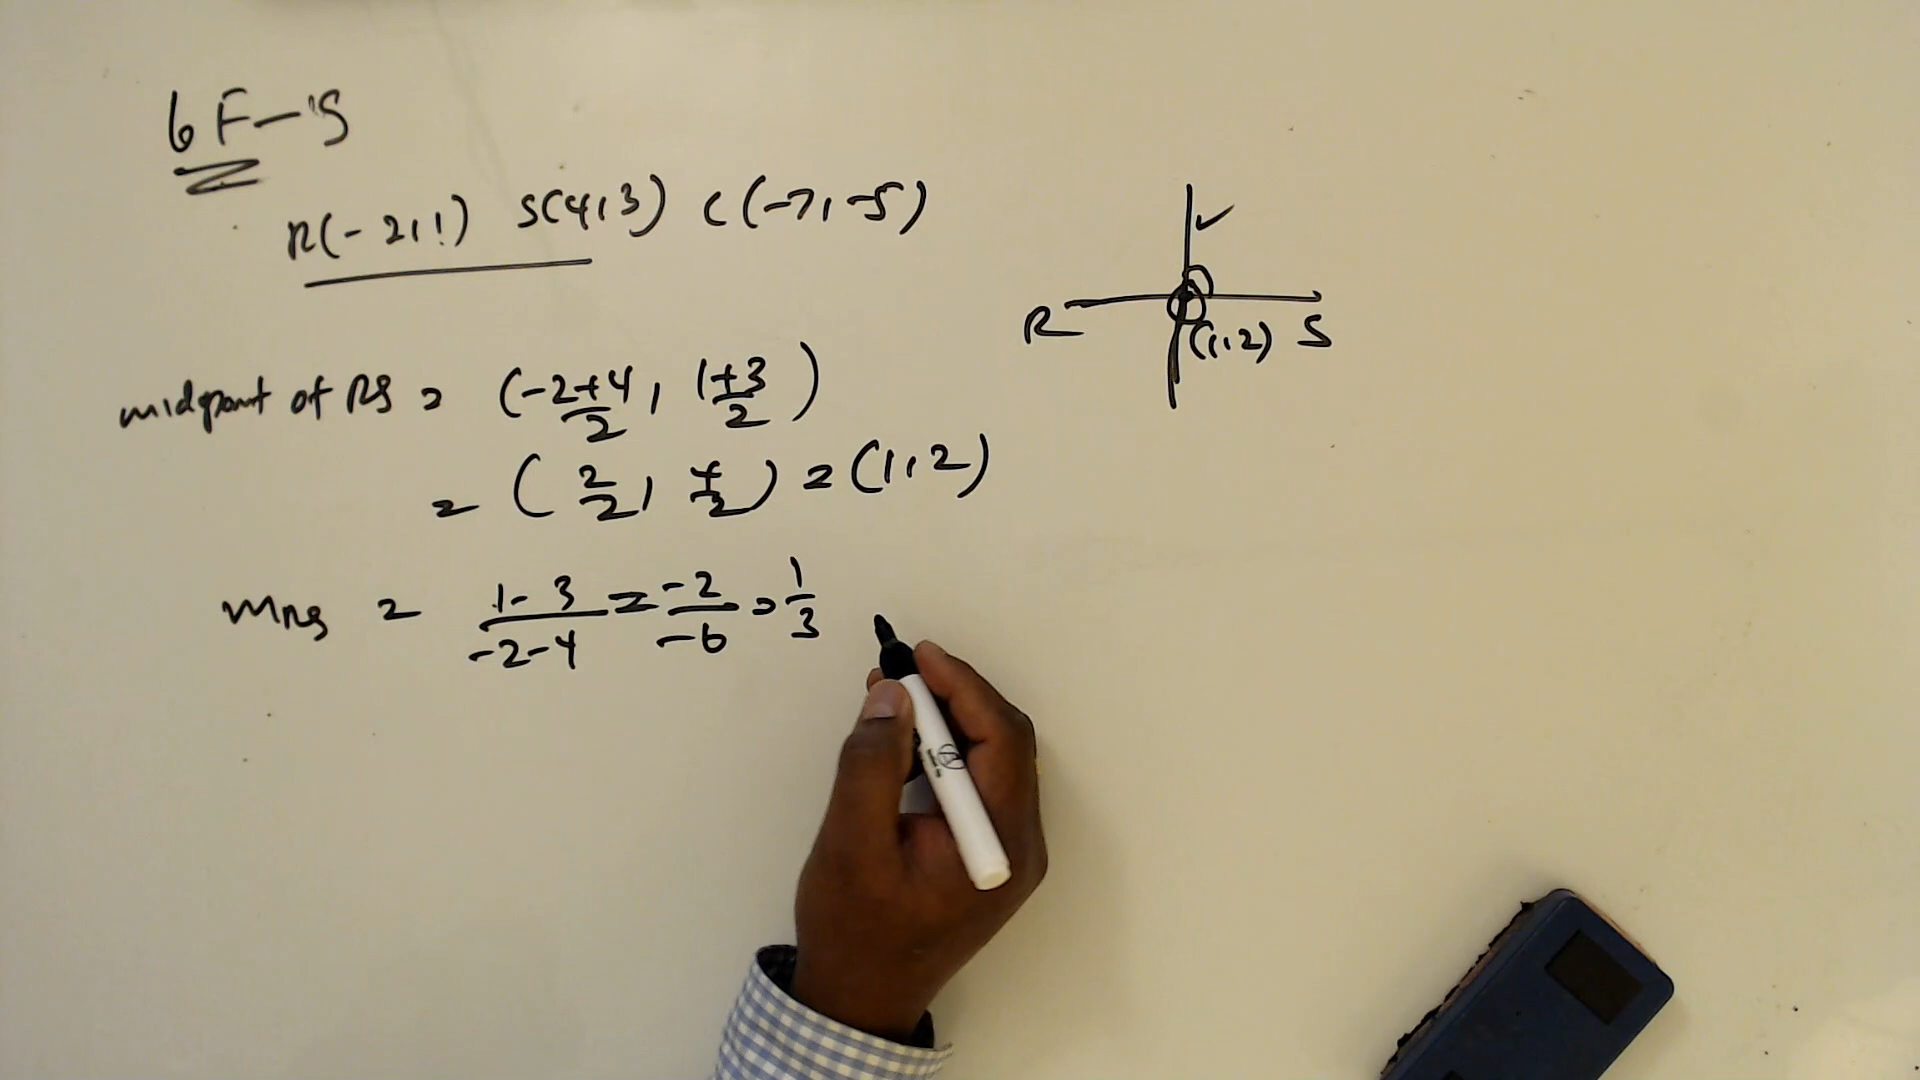 6F-5
R(-2,1) S(4,3) C(-7,-5)
R S
(1,2)
midpoint of RS = (-2+4/2, 1+3/2)
= (2/2, 4/2) = (1,2)
MRS = 1-3/-2-4 = -2/-6 = 1/3